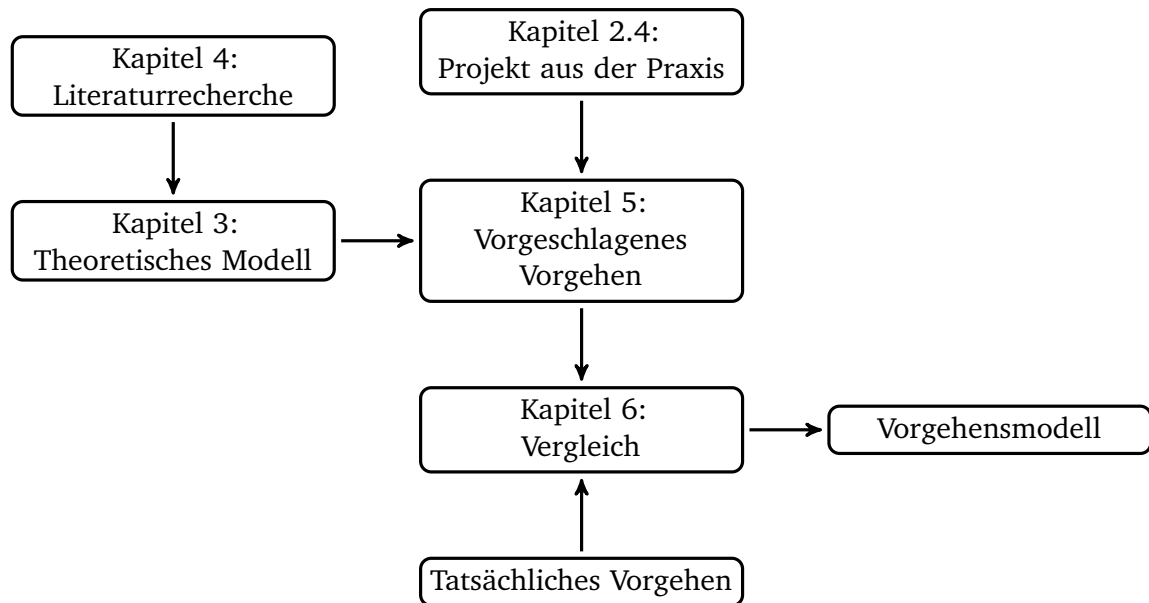 Kapitel 4:
Literaturrecherche
Kapitel 2.4:
Projekt aus der Praxis
Kapitel 3:
Theoretisches Modell
Kapitel 5:
Vorgeschlagenes
Vorgehen
Kapitel 6:
Vergleich
Vorgehensmodell
Tatsächliches Vorgehen